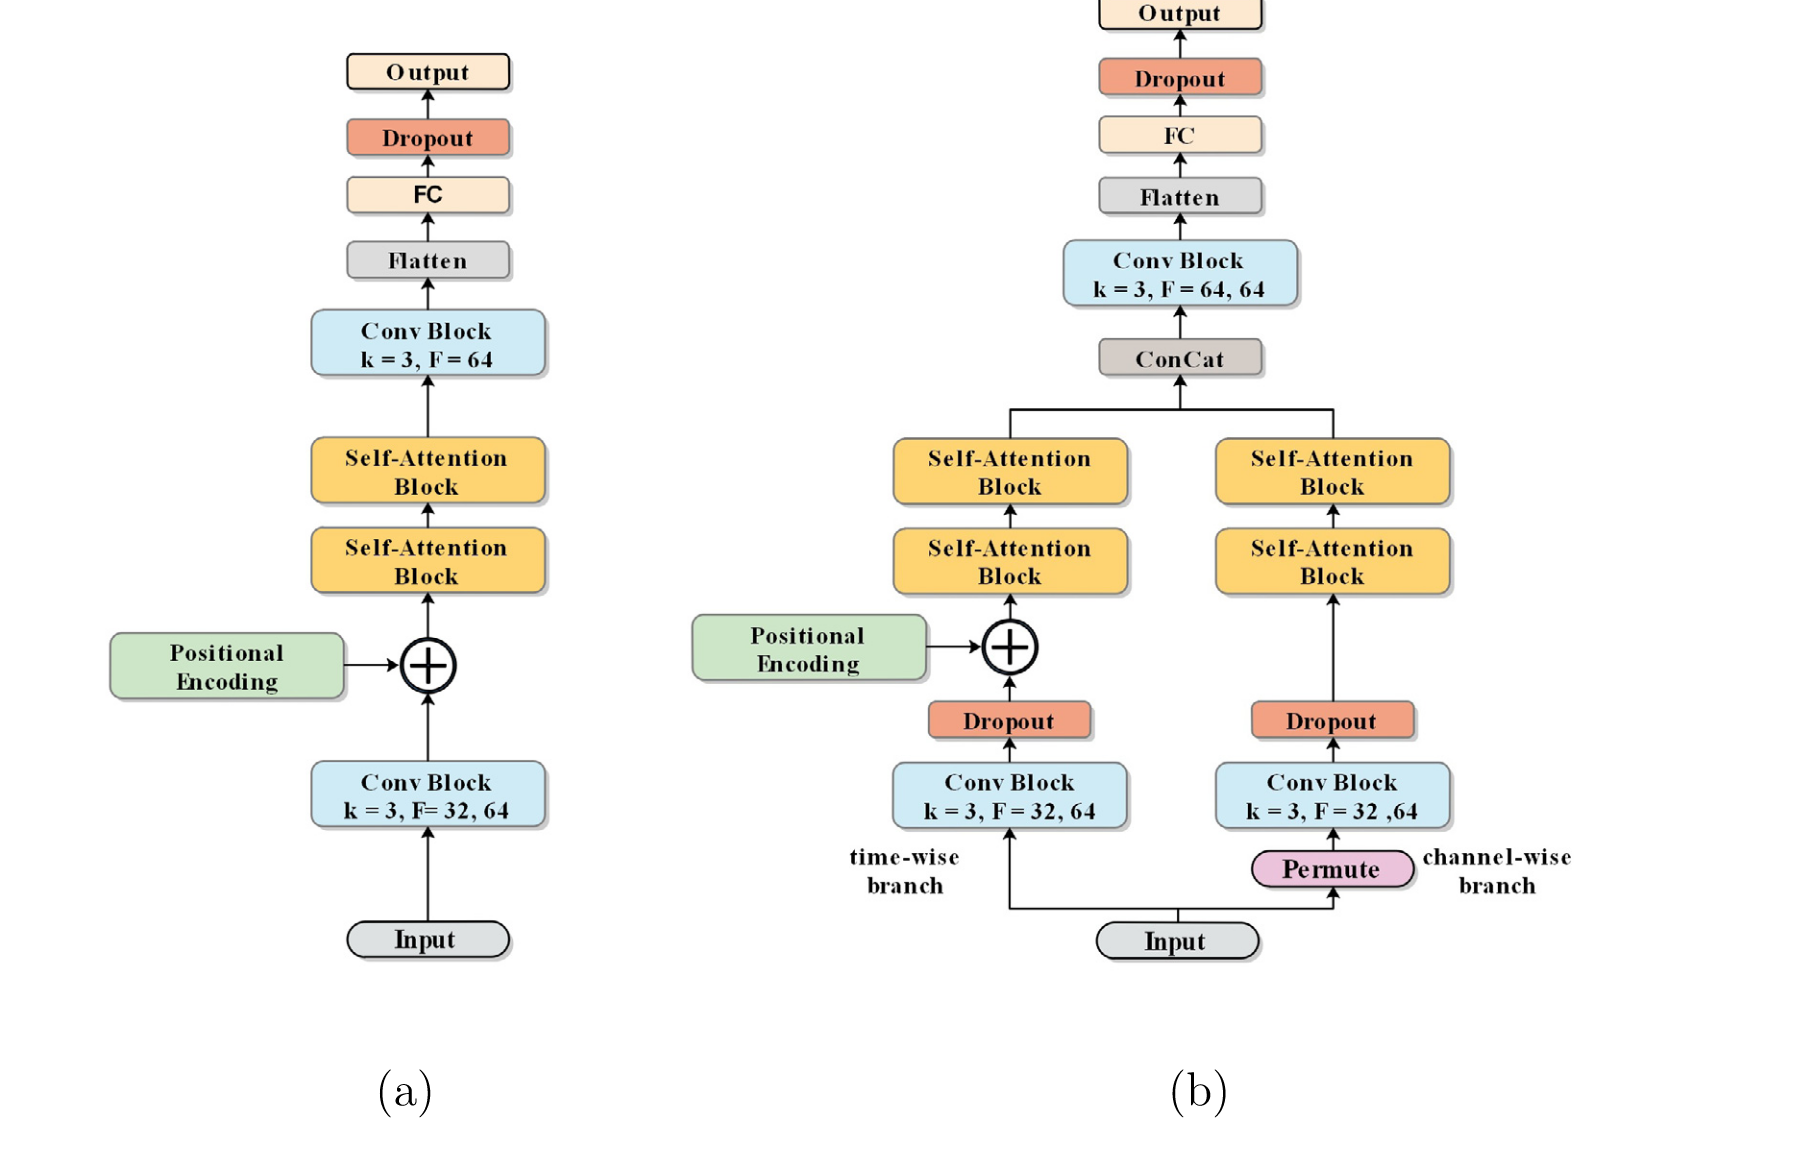 Output
Dropout
FC
Flatten
Conv Block
k = 3, F = 64
Self-Attention
Block
Self-Attention
Block
Positional
Encoding
Conv Block
k = 3, F= 32, 64
Input
(a)
Output
Dropout
FC
Flatten
Conv Block
k = 3, F = 64, 64
ConCat
Self-Attention
Block
Self-Attention
Block
Self-Attention
Block
Self-Attention
Block
Positional
Encoding
Dropout
Dropout
Conv Block
k = 3, F = 32, 64
Conv Block
k = 3, F = 32 ,64
time-wise
branch
Permute
channel-wise
branch
Input
(b)